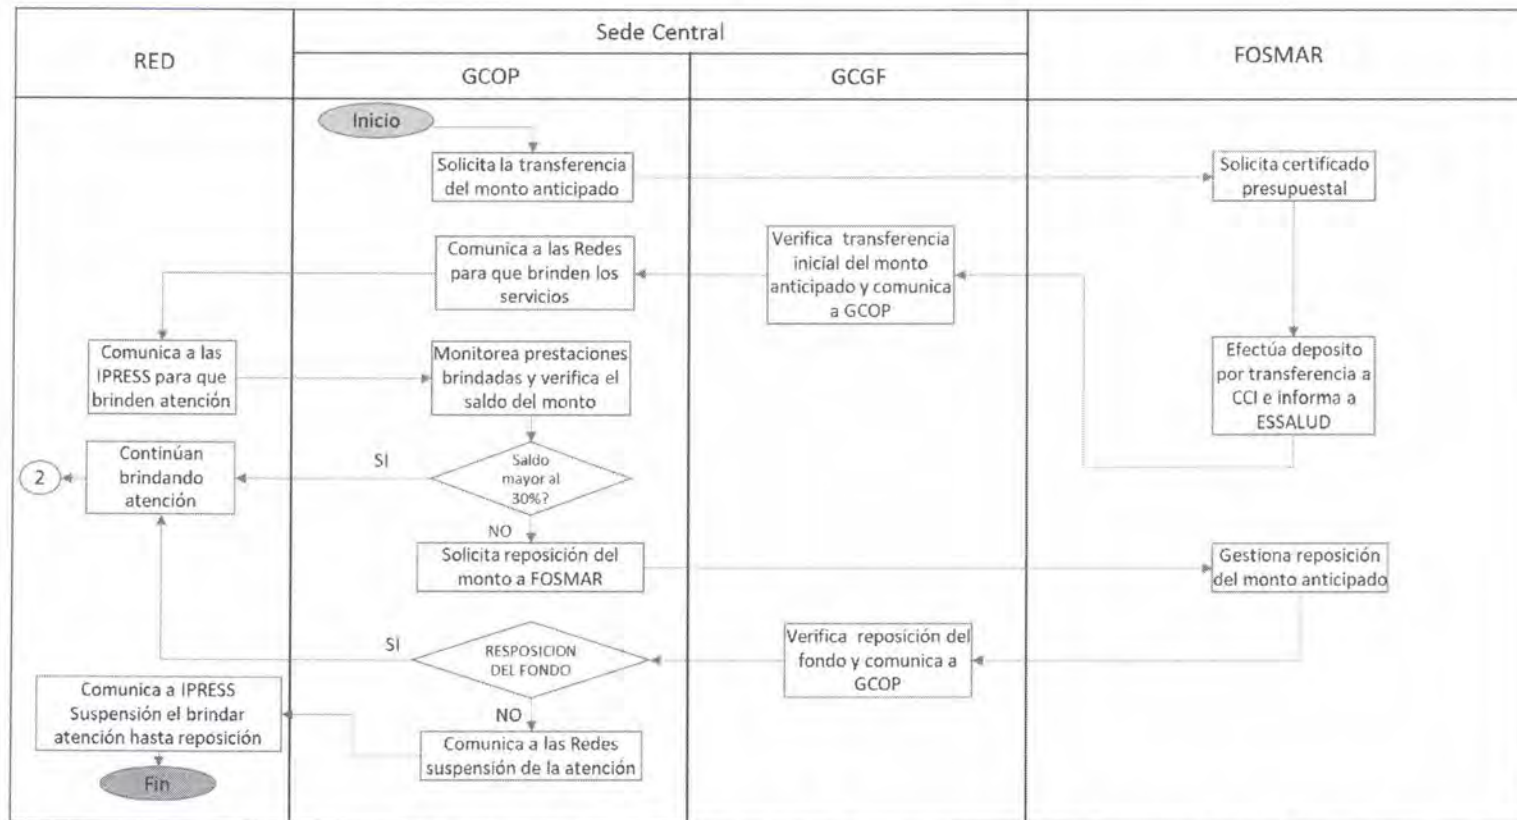 RED
Sede Central
GCOP
GCGF
FOSMAR
Inicio
Solicita la transferencia
del monto anticipado
Solicita certificado
presupuestal
Comunica a las Redes
para que brinden los
servicios
Verifica transferencia
inicial del monto
anticipado y comunica
a GCOP
Comunica a las
IPRESS para que
brinden atención
Monitorea prestaciones
brindadas y verifica el
saldo del monto
Efectúa deposito
por transferencia a
CCI e informa a
ESSALUD
2
Continúan
brindando
atención
SI
Saldo
mayor al
30%?
NO
Solicita reposición del
monto a FOSMAR
Gestiona reposición
del monto anticipado
SI
RESPOSICION
DEL FONDO
Verifica reposición del
fondo y comunica a
GCOP
NO
Comunica a IPRESS
Suspensión el brindar
atención hasta reposición
Comunica a las Redes
suspensión de la atención
Fin